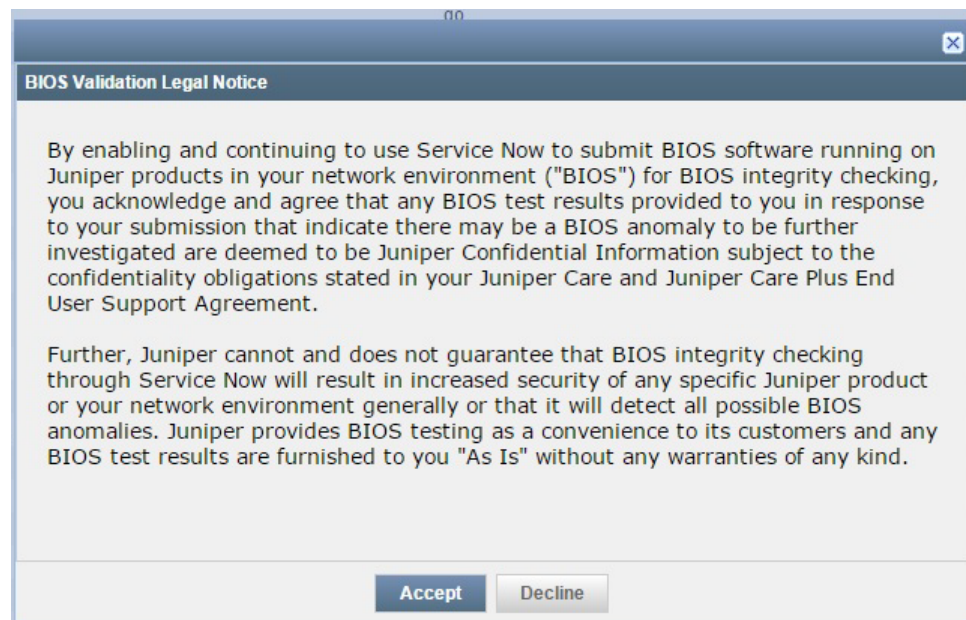 go
BIOS Validation Legal Notice
By enabling and continuing to use Service Now to submit BIOS software running on
Juniper products in your network environment ("BIOS") for BIOS integrity checking,
you acknowledge and agree that any BIOS test results provided to you in response
to your submission that indicate there may be a BIOS anomaly to be further
investigated are deemed to be Juniper Confidential Information subject to the
confidentiality obligations stated in your Juniper Care and Juniper Care Plus End
User Support Agreement.
Further, Juniper cannot and does not guarantee that BIOS integrity checking
through Service Now will result in increased security of any specific Juniper product
or your network environment generally or that it will detect all possible BIOS
anomalies. Juniper provides BIOS testing as a convenience to its customers and any
BIOS test results are furnished to you "As Is" without any warranties of any kind.
Accept Decline